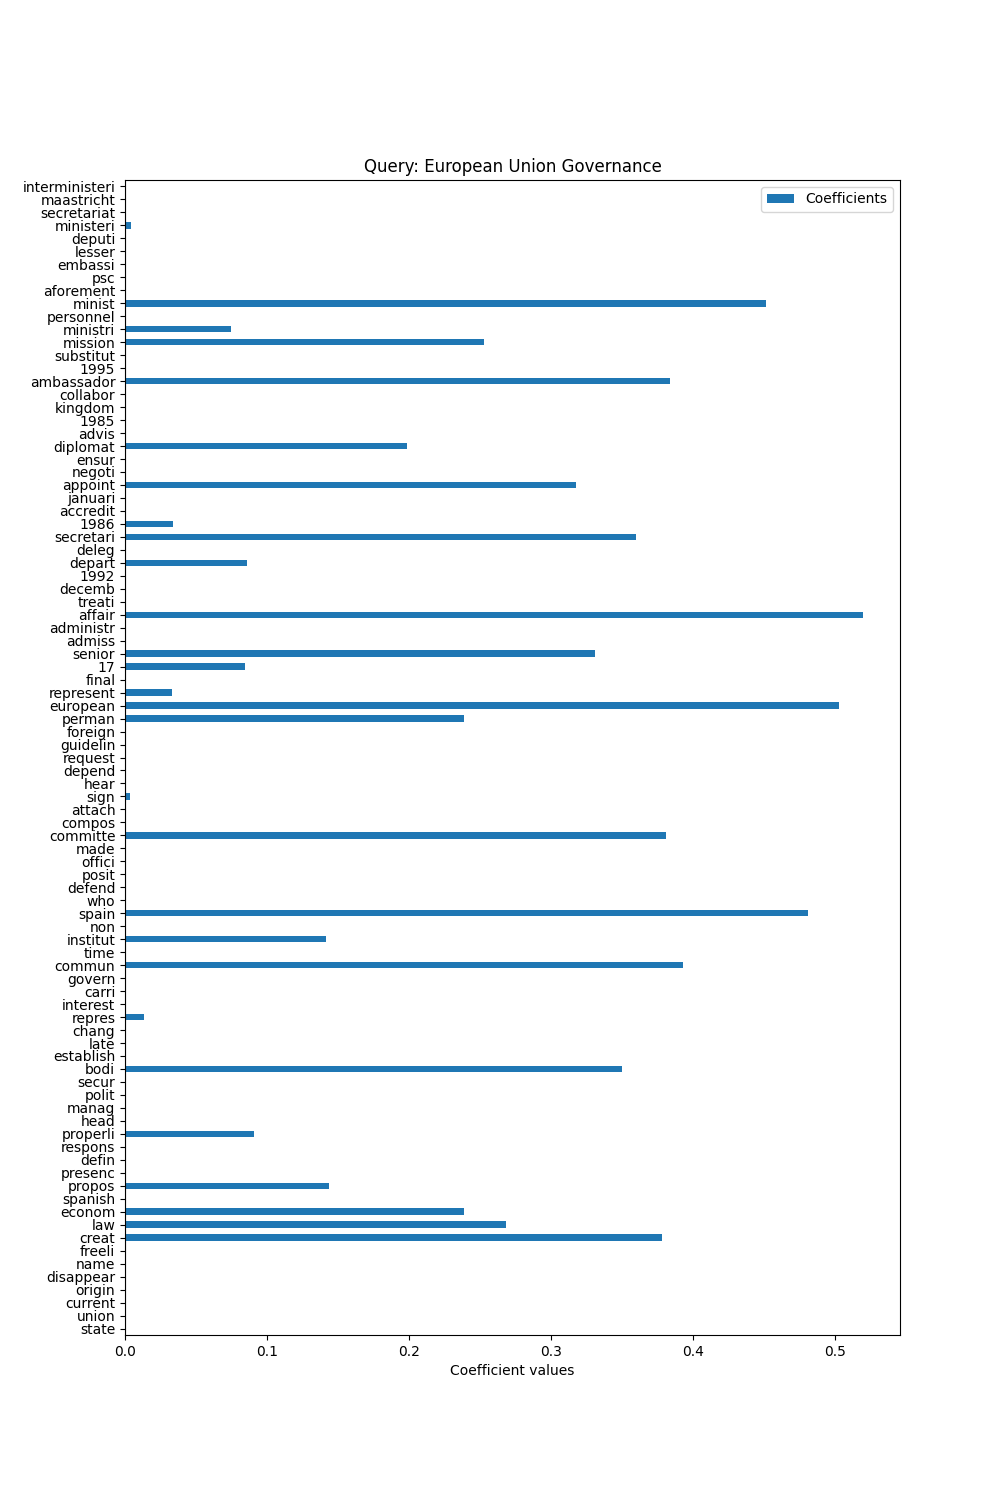 Query: European Union Governance
Coefficients
interministeri
maastricht
secretariat
ministeri
deputi
lesser
embassi
psc
aforement
minist
personnel
ministri
mission
substitut
1995
ambassador
collabor
kingdom
1985
advis
diplomat
ensur
negoti
appoint
januari
accredit
1986
secretari
deleg
depart
1992
decemb
treati
affair
administr
admiss
senior
17
final
represent
european
perman
foreign
guidelin
request
depend
hear
sign
attach
compos
committe
made
offici
posit
defend
who
spain
non
institut
time
commun
govern
carri
interest
repres
chang
late
establish
bodi
secur
polit
manag
head
properli
respons
defin
presenc
propos
spanish
econom
law
creat
freeli
name
disappear
origin
current
union
state
0.0 0.1 0.2 0.3 0.4 0.5
Coefficient values